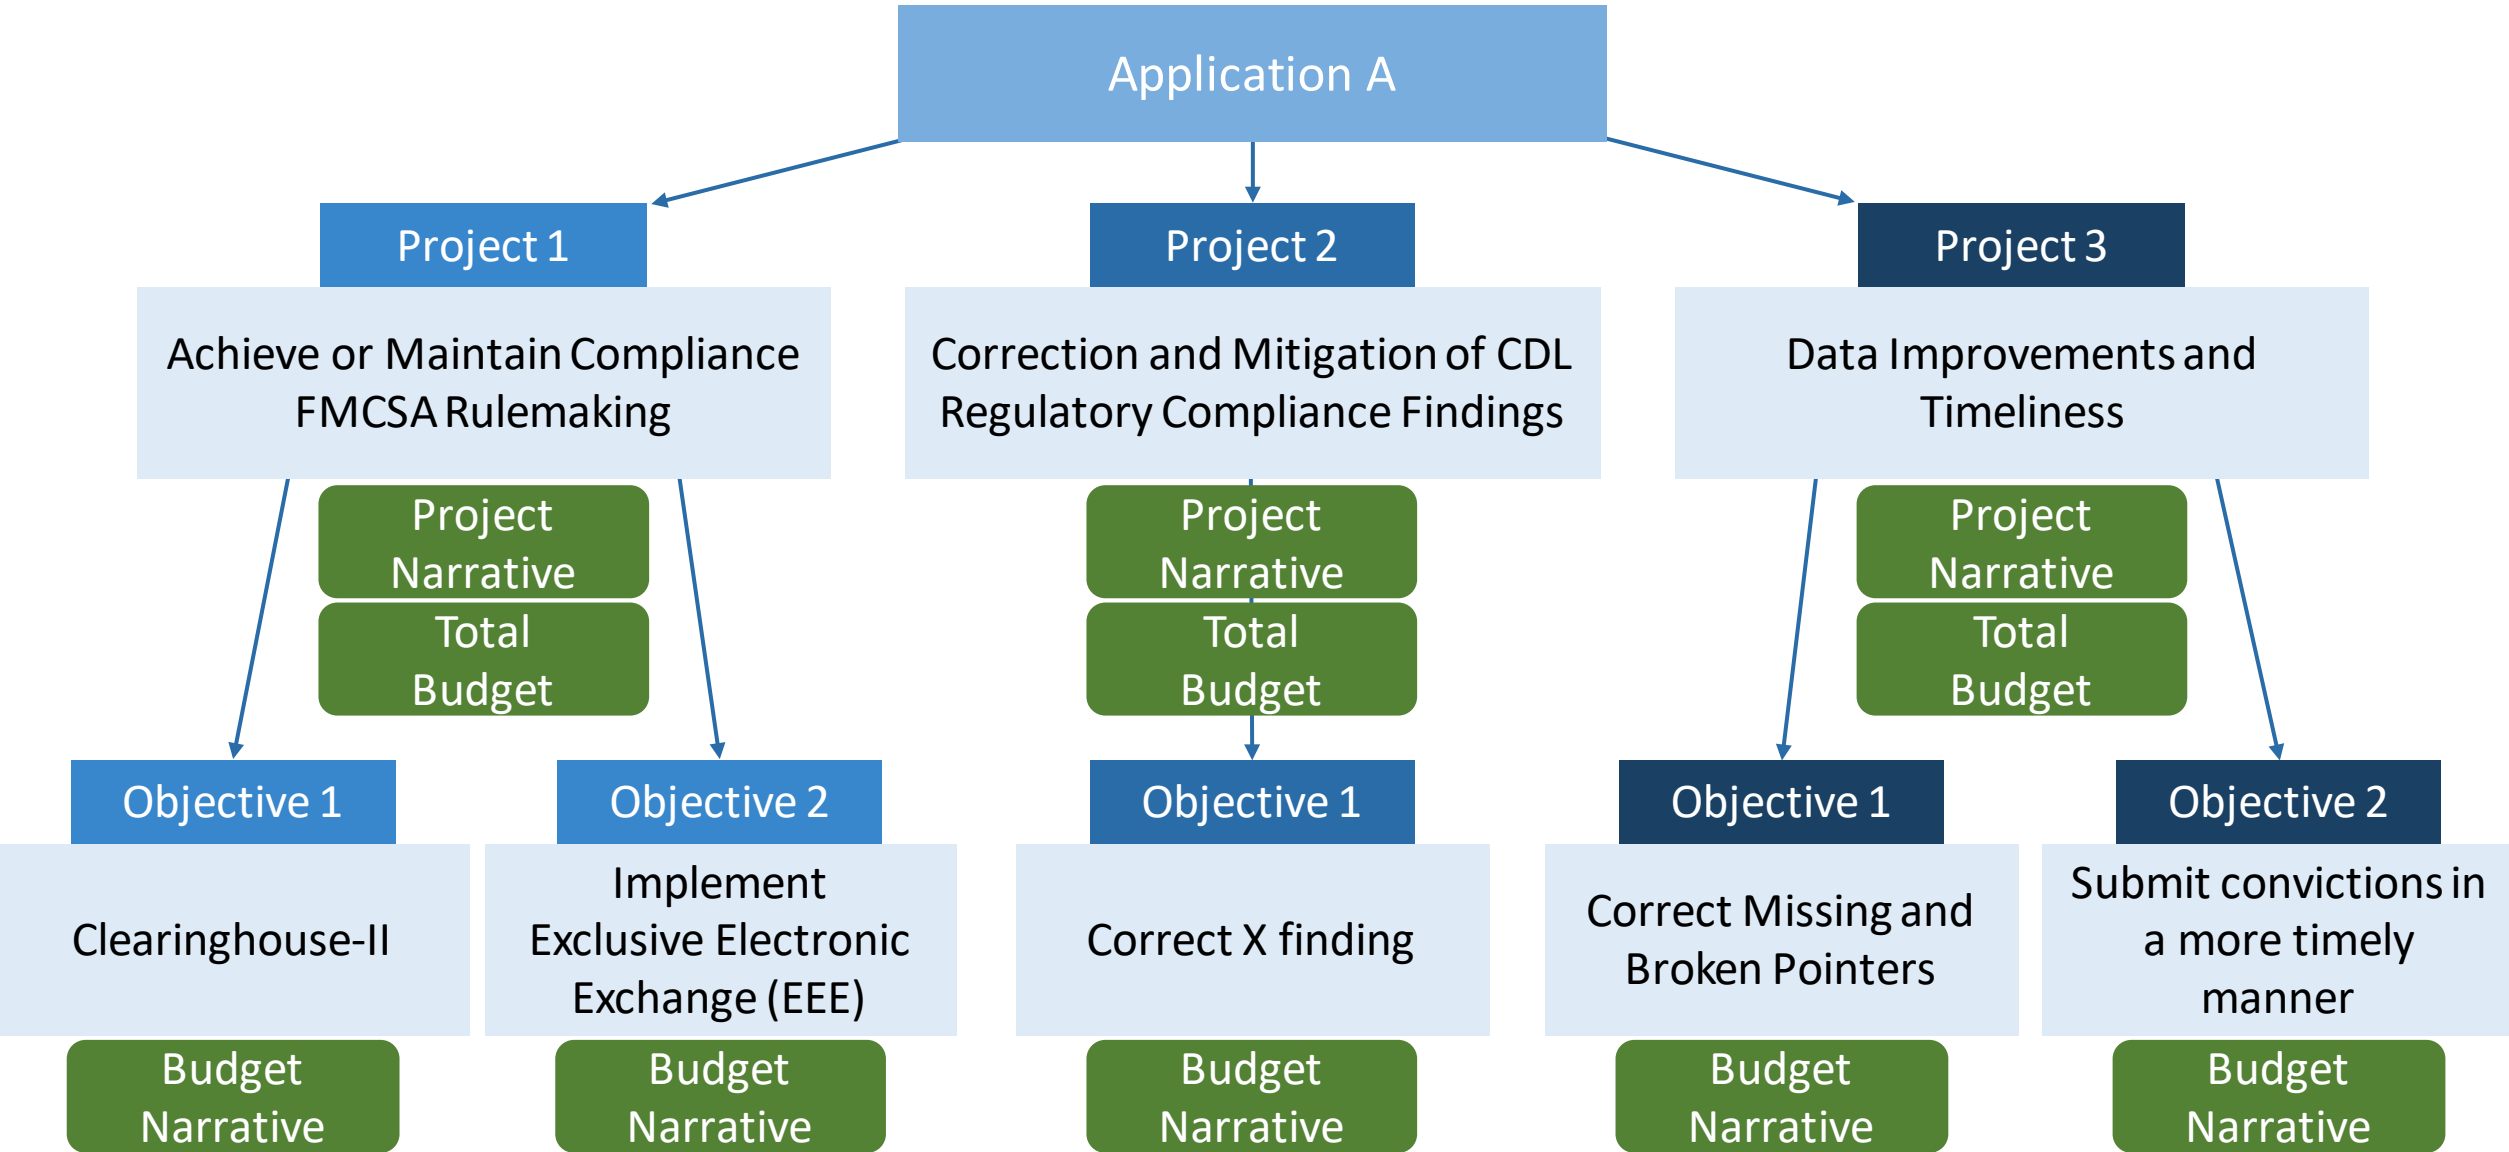 Application A
Project 1
Project 2
Project 3
Achieve or Maintain Compliance
FMCSA Rulemaking
Correction and Mitigation of CDL
Regulatory Compliance Findings
Data Improvements and
Timeliness
Project
Narrative
Total
Budget
Project
Narrative
Total
Budget
Project
Narrative
Total
Budget
Objective 1
Clearinghouse-II
Budget
Narrative
Objective 2
Implement
Exclusive Electronic
Exchange (EEE)
Budget
Narrative
Objective 1
Correct X finding
Budget
Narrative
Objective 1
Correct Missing and
Broken Pointers
Budget
Narrative
Objective 2
Submit convictions in
a more timely
manner
Budget
Narrative